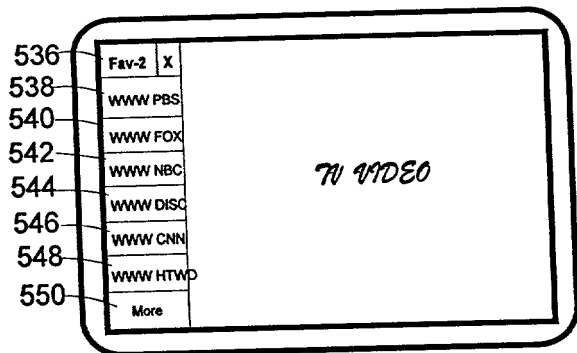 536 Fav-2 X
538 WWW PBS
540 WWW FOX
542 WWW NBC
544 WWW DISC
546 WWW CNN
548 WWW HTWD
550 More
TV VIDEO